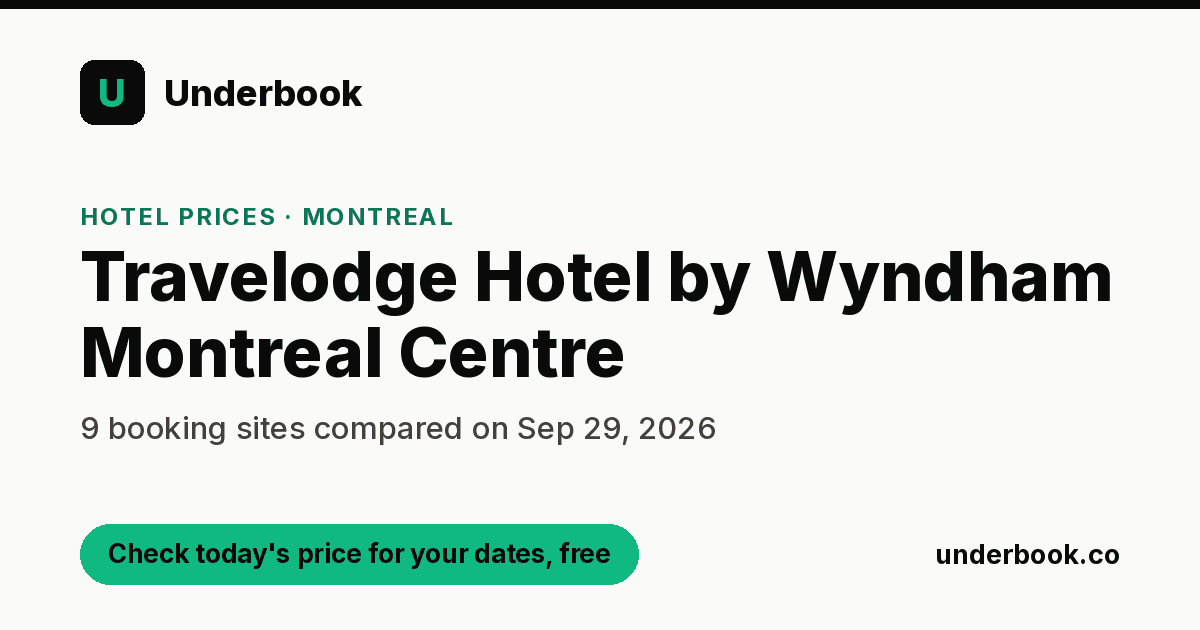 U
Underbook
HOTEL PRICES · MONTREAL
Travelodge Hotel by Wyndham
Montreal Centre
9 booking sites compared on Sep 29, 2026
Check today's price for your dates, free
underbook.co